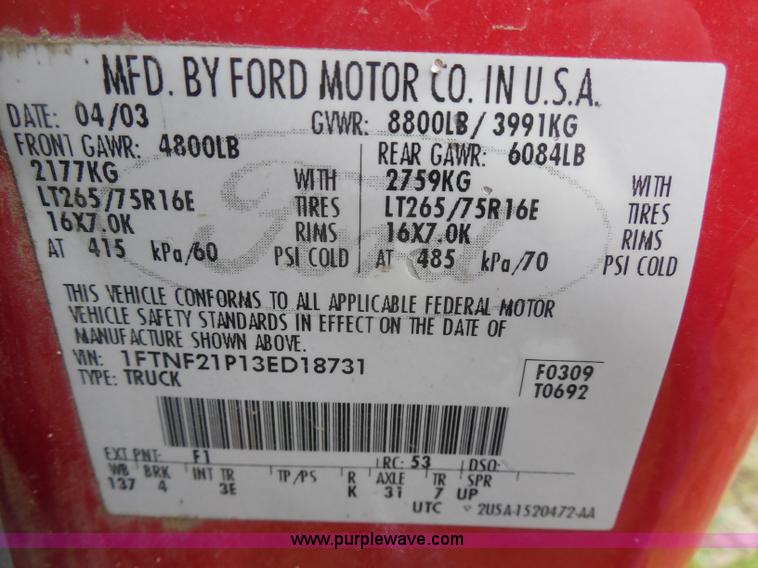 MFD. BY FORD MOTOR CO. IN U.S.A.
DATE: 04/03 GVWR: 8800LB/ 3991KG
FRONT GAWR: 4800LB REAR GAWR: 6084LB
2177KG WITH 2759KG WITH
LT265/75R16E TIRES LT265/75R16E TIRES
16X7.0K RIMS 16X7.0K RIMS
AT 415 kPa/60 PSI COLD AT 485 kPa/70 PSI COLD
Ford
THIS VEHICLE CONFORMS TO ALL APPLICABLE FEDERAL MOTOR
VEHICLE SAFETY STANDARDS IN EFFECT ON THE DATE OF
MANUFACTURE SHOWN ABOVE.
VIN: 1FTNF21P13ED18731 F0309
TYPE: TRUCK T0692
EXT PNT: F1 RC: 53 DSO:
WB BRK INT TR TP/PS R AXLE TR SPR
137 4 3E K 31 7 UP
UTC 2U5A-1520472-AA
www.purplewave.com